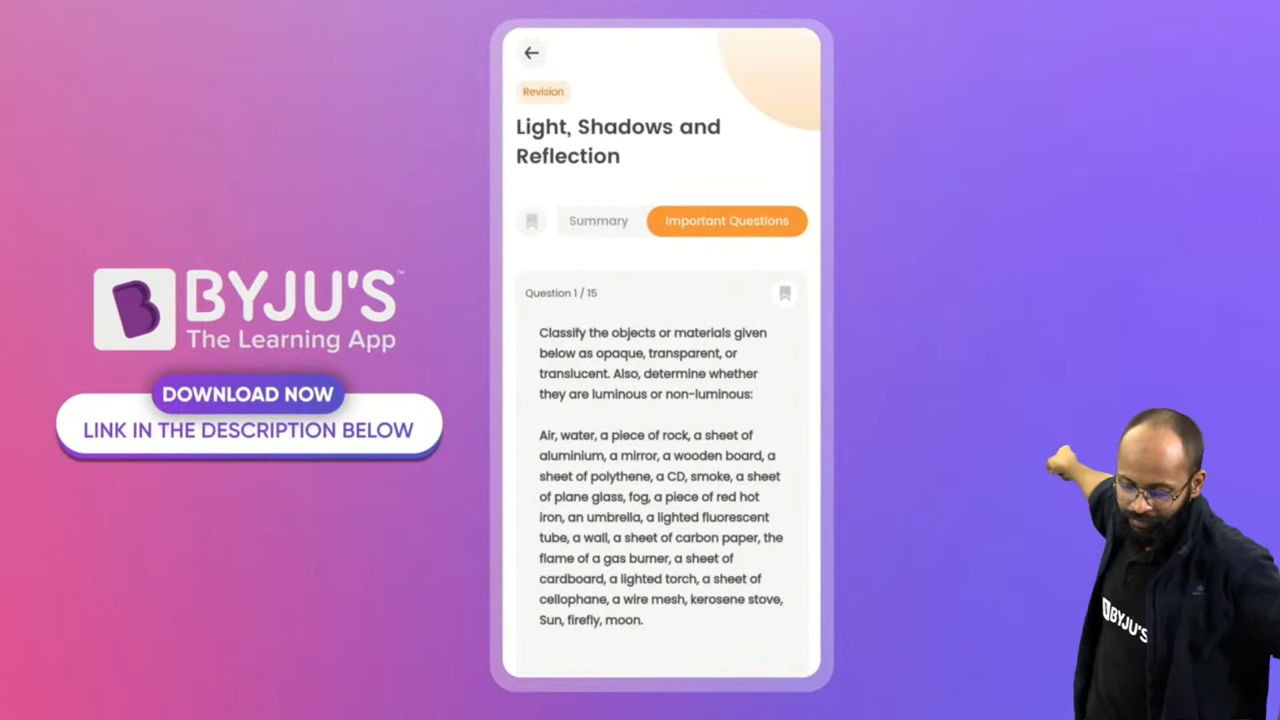 BYJU'S™
The Learning App
DOWNLOAD NOW
LINK IN THE DESCRIPTION BELOW
Revision
Light, Shadows and
Reflection
Summary
Important Questions
Question 1 / 15
Classify the objects or materials given
below as opaque, transparent, or
translucent. Also, determine whether
they are luminous or non-luminous:
Air, water, a piece of rock, a sheet of
aluminium, a mirror, a wooden board, a
sheet of polythene, a CD, smoke, a sheet
of plane glass, fog, a piece of red hot
iron, an umbrella, a lighted fluorescent
tube, a wall, a sheet of carbon paper, the
flame of a gas burner, a sheet of
cardboard, a lighted torch, a sheet of
cellophane, a wire mesh, kerosene stove,
Sun, firefly, moon.
BYJU'S